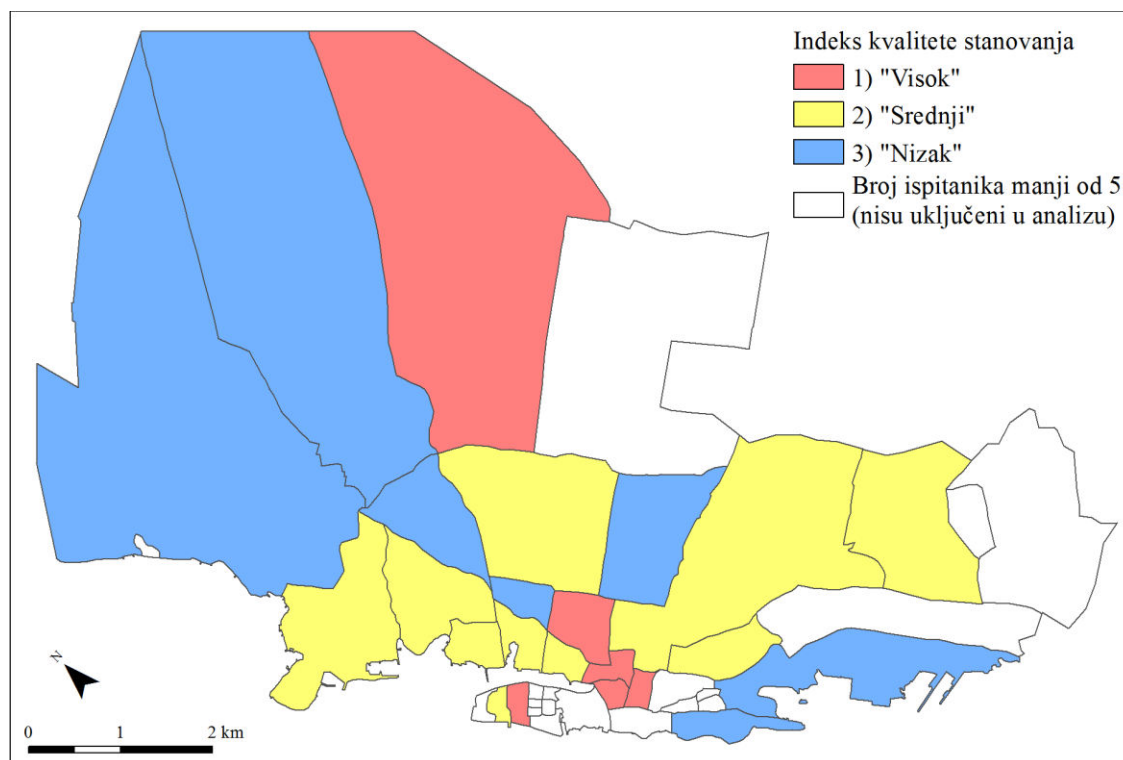 Indeks kvalitete stanovanja
1) "Visok"
2) "Srednji"
3) "Nizak"
Broj ispitanika manji od 5
(nisu uključeni u analizu)
N
0 1 2 km